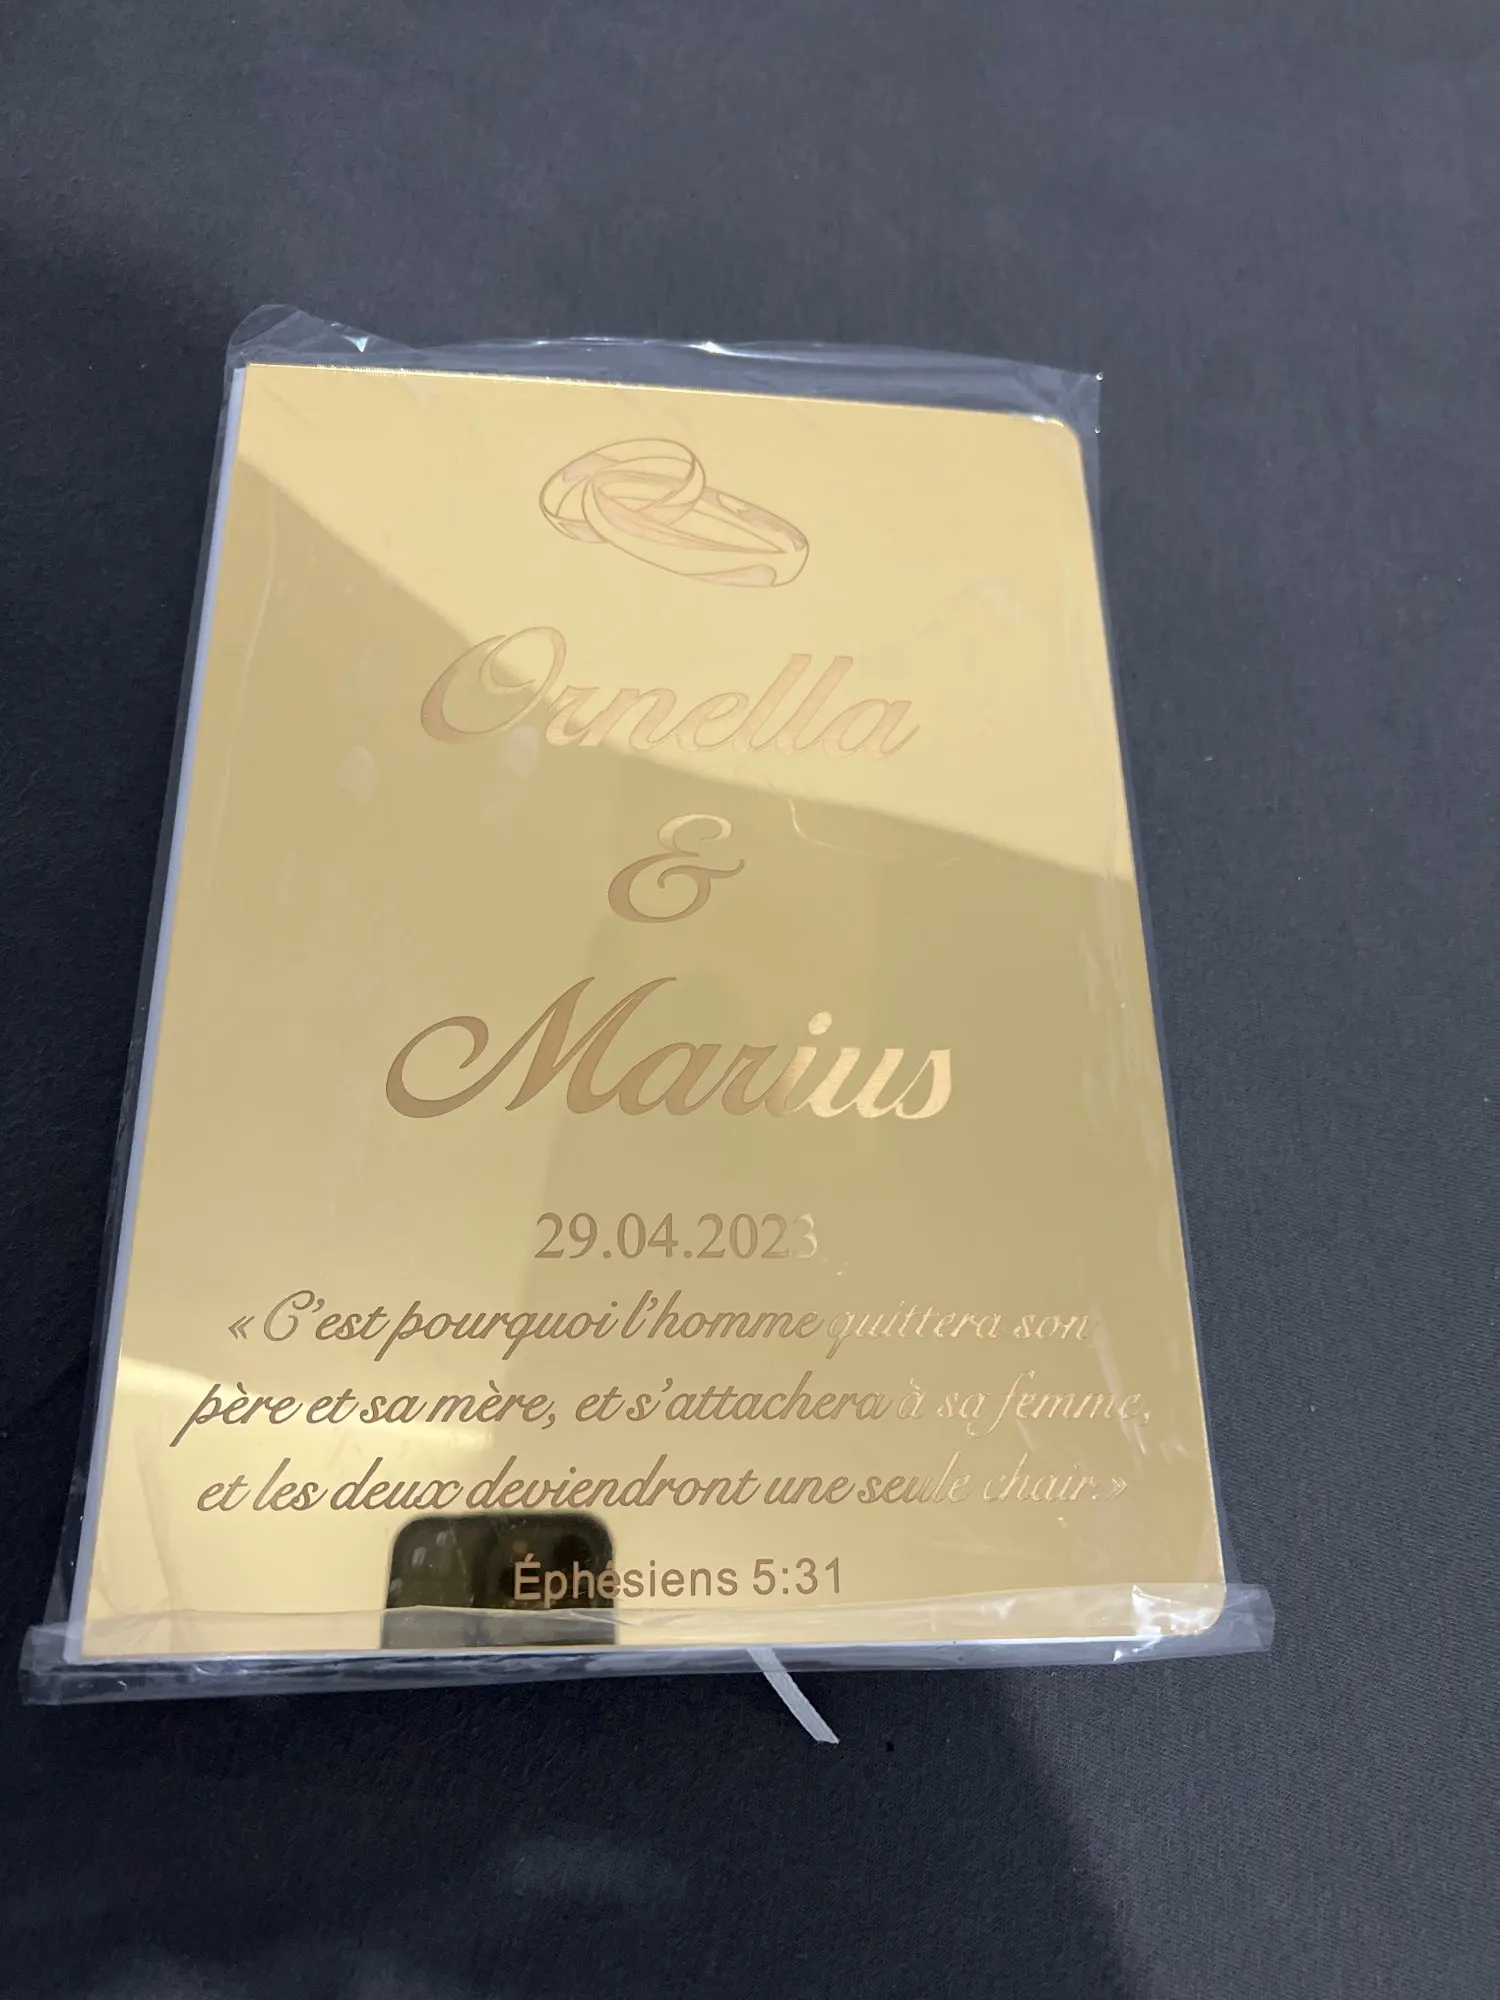 Ornella
&
Marius
29.04.2023
« C'est pourquoi l'homme quittera son
père et sa mère, et s'attachera à sa femme,
et les deux deviendront une seule chair.»
Éphésiens 5:31